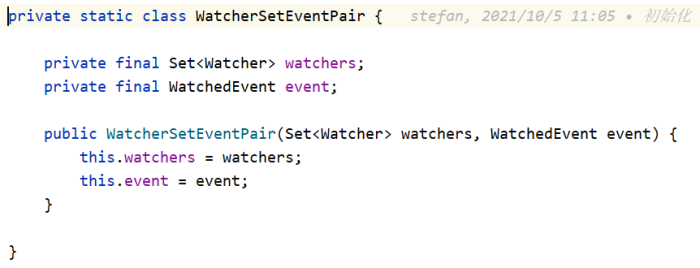 private static class WatcherSetEventPair {   stefan, 2021/10/5 11:05 • 初始化
    private final Set<Watcher> watchers;
    private final WatchedEvent event;
    public WatcherSetEventPair(Set<Watcher> watchers, WatchedEvent event) {
        this.watchers = watchers;
        this.event = event;
    }
}